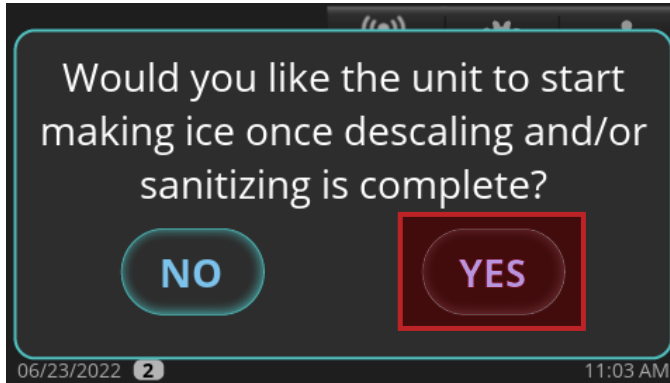 Would you like the unit to start
making ice once descaling and/or
sanitizing is complete?
NO YES
06/23/2022 2 11:03 AM